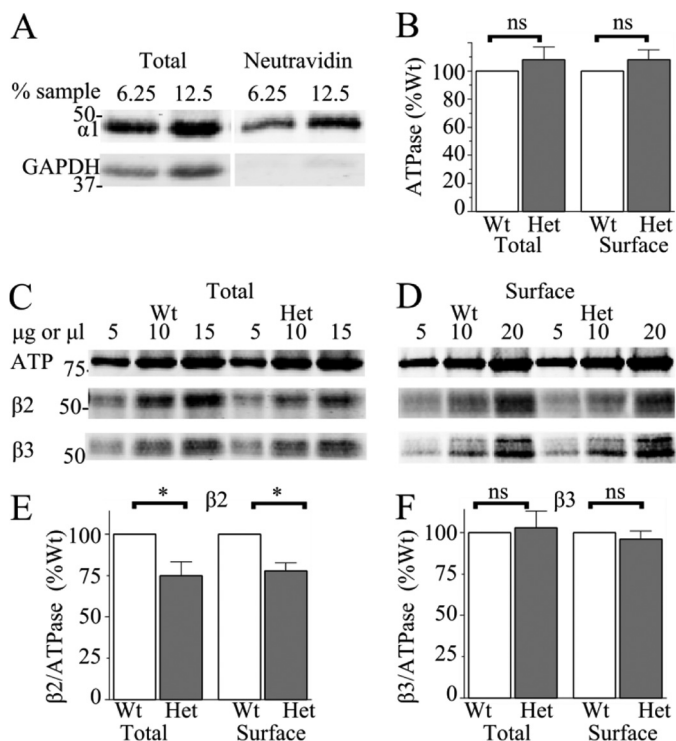 A
Total Neutravidin
% sample 6.25 12.5 6.25 12.5
50
α1
GAPDH
37
B
ns ns
ATPase (%Wt)
100
80
60
40
20
0
Wt Het Wt Het
Total Surface
C Total
Wt Het
μg or μl 5 10 15 5 10 15
ATP 75
β2 50
β3 50
D Surface
Wt Het
5 10 20 5 10 20
E
* β2 *
β2/ATPase (%Wt)
100
75
50
25
0
Wt Het Wt Het
Total Surface
F
ns β3 ns
β3/ATPase (%Wt)
100
75
50
25
0
Wt Het Wt Het
Total Surface